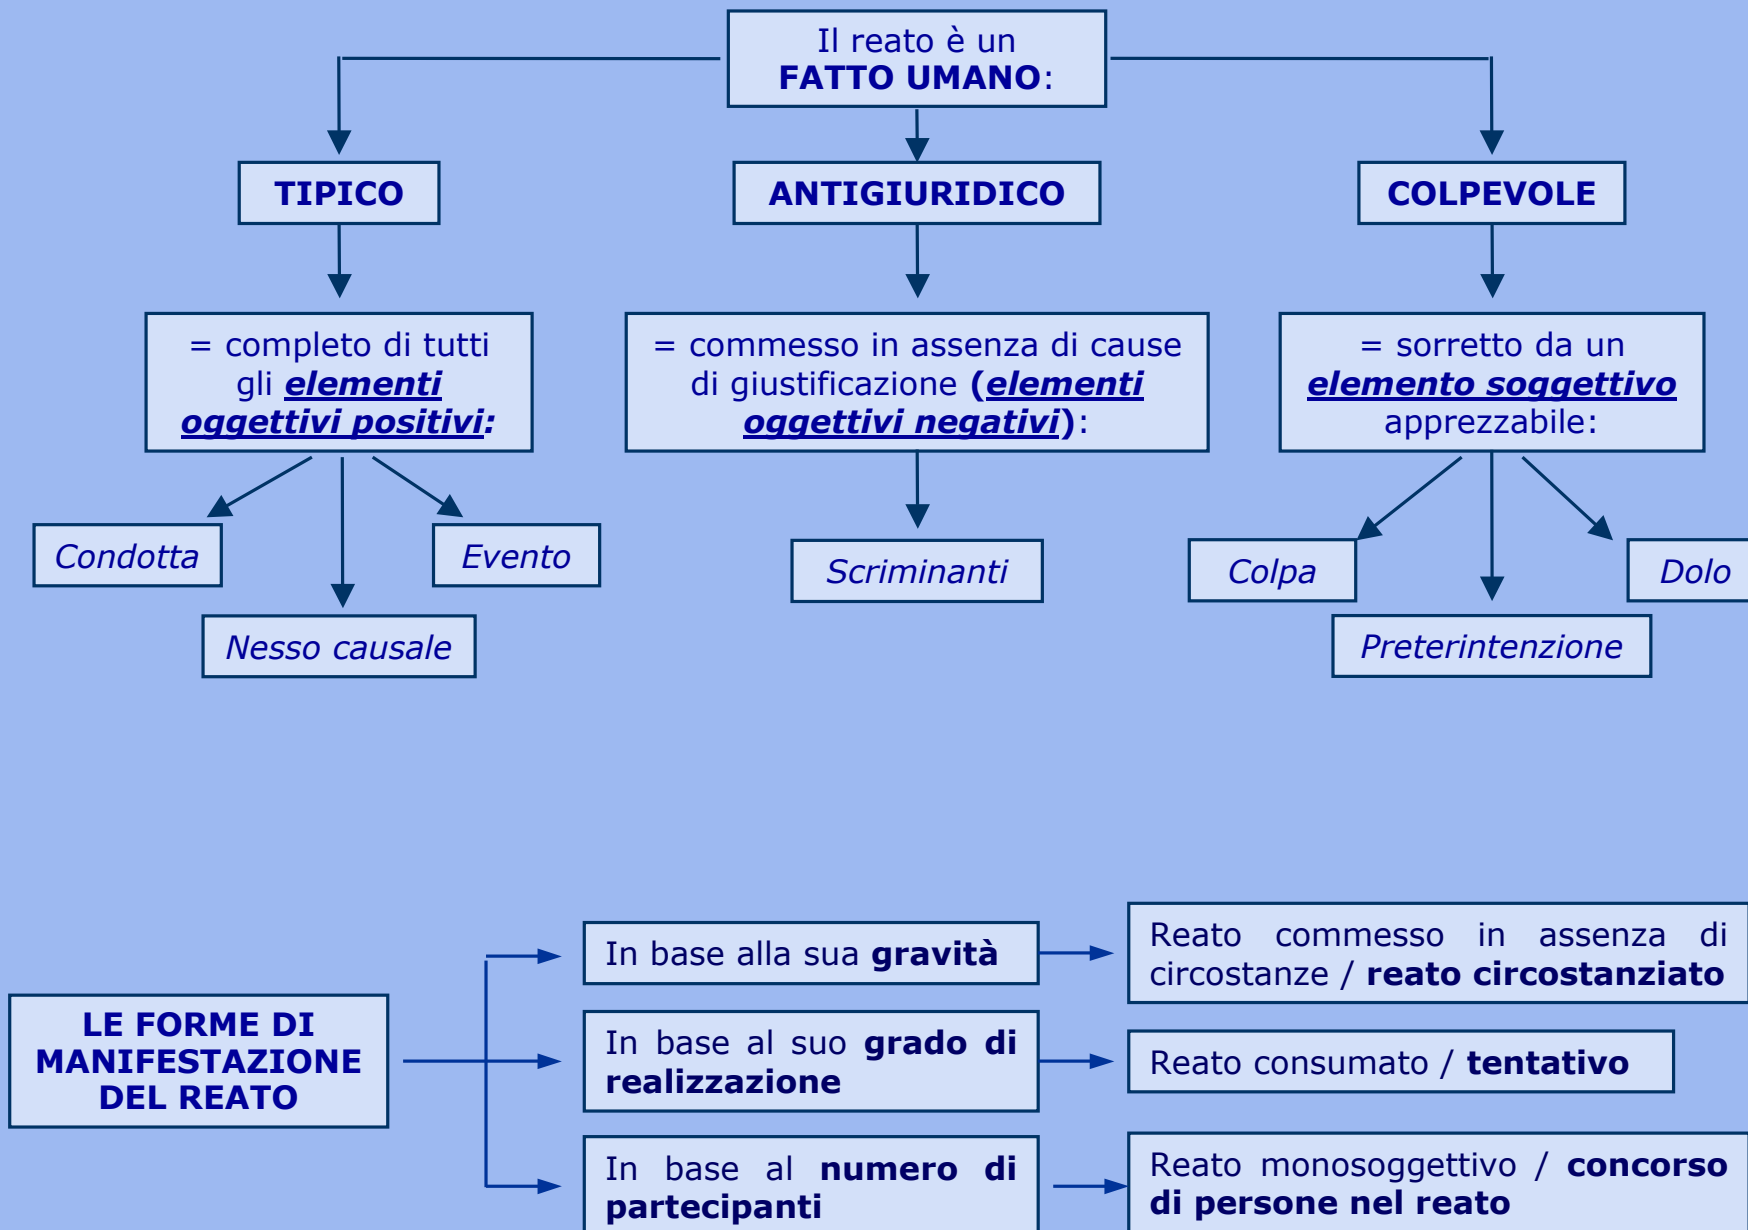 Il reato è un
FATTO UMANO:
TIPICO
ANTIGIURIDICO
COLPEVOLE
= completo di tutti
gli elementi
oggettivi positivi:
= commesso in assenza di cause
di giustificazione (elementi
oggettivi negativi):
= sorretto da un
elemento soggettivo
apprezzabile:
Condotta
Evento
Nesso causale
Scriminanti
Colpa
Dolo
Preterintenzione
LE FORME DI
MANIFESTAZIONE
DEL REATO
In base alla sua gravità
Reato commesso in assenza di
circostanze / reato circostanziato
In base al suo grado di
realizzazione
Reato consumato / tentativo
In base al numero di
partecipanti
Reato monosoggettivo / concorso
di persone nel reato